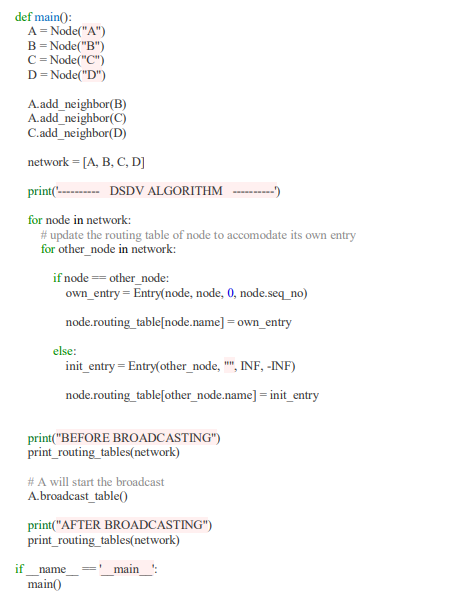 def main():
    A = Node("A")
    B = Node("B")
    C = Node("C")
    D = Node("D")

    A.add_neighbor(B)
    A.add_neighbor(C)
    C.add_neighbor(D)

    network = [A, B, C, D]

    print('----------   DSDV ALGORITHM   ----------')

    for node in network:
        # update the routing table of node to accomodate its own entry
        for other_node in network:

            if node == other_node:
                own_entry = Entry(node, node, 0, node.seq_no)

                node.routing_table[node.name] = own_entry

            else:
                init_entry = Entry(other_node, "", INF, -INF)

                node.routing_table[other_node.name] = init_entry

    print("BEFORE BROADCASTING")
    print_routing_tables(network)

    # A will start the broadcast
    A.broadcast_table()

    print("AFTER BROADCASTING")
    print_routing_tables(network)

if __name__ == '__main__':
    main()